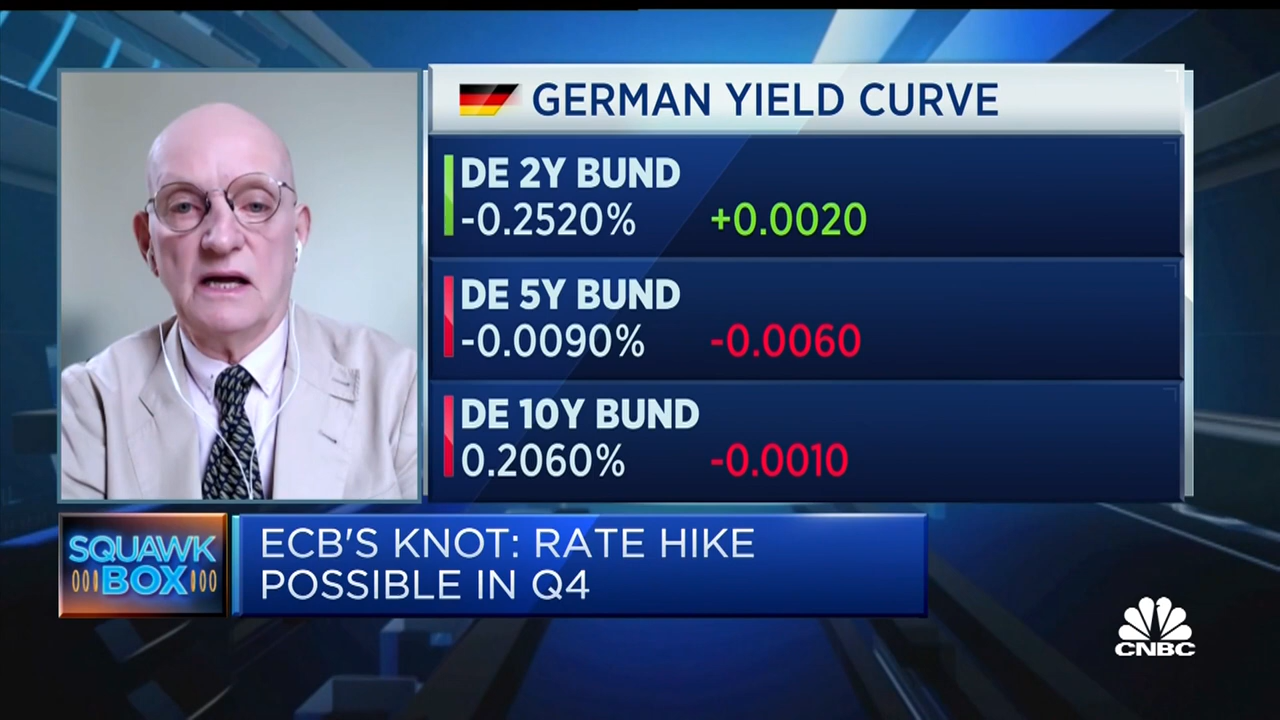 GERMAN YIELD CURVE
DE 2Y BUND
-0.2520% +0.0020
DE 5Y BUND
-0.0090% -0.0060
DE 10Y BUND
0.2060% -0.0010
SQUAWK
BOX
ECB'S KNOT: RATE HIKE
POSSIBLE IN Q4
CNBC